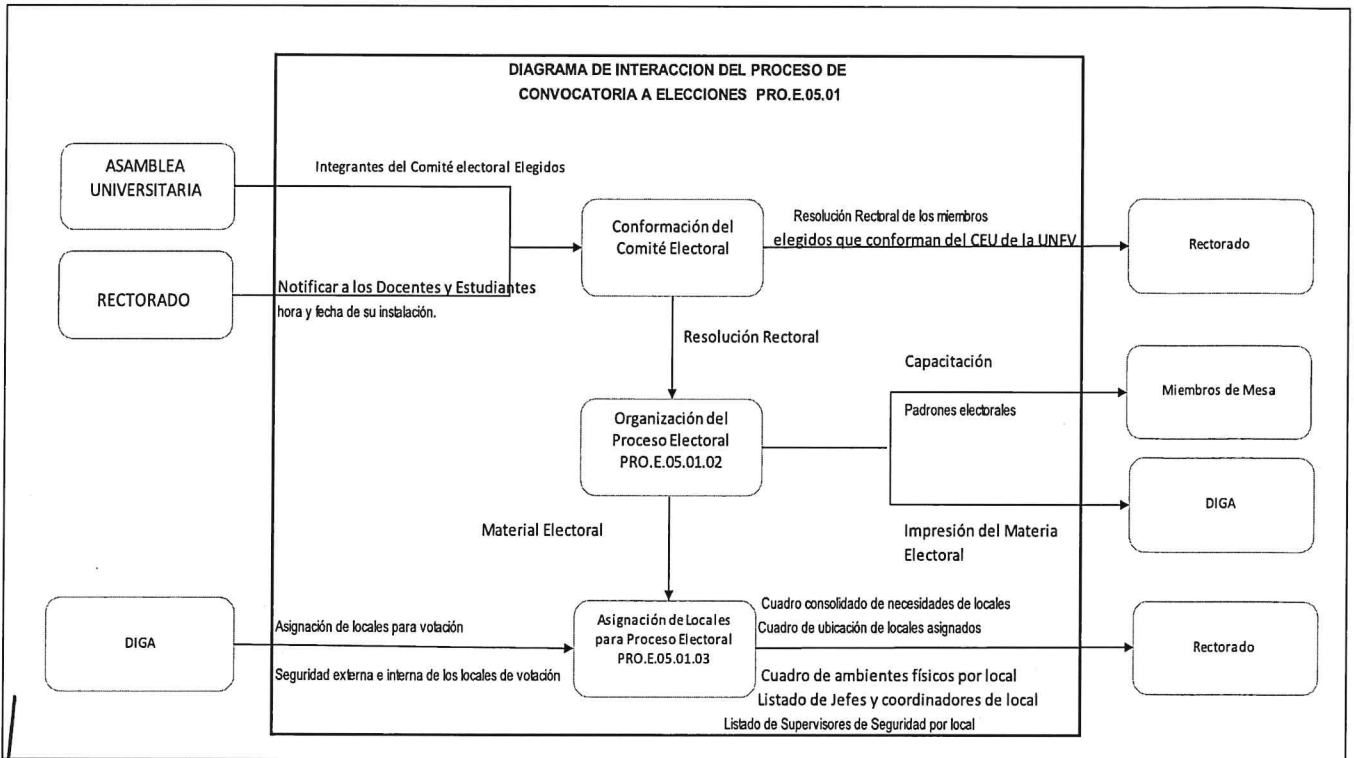 DIAGRAMA DE INTERACCION DEL PROCESO DE
CONVOCATORIA A ELECCIONES PRO.E.05.01
ASAMBLEA
UNIVERSITARIA
Integrantes del Comité electoral Elegidos
RECTORADO
Notificar a los Docentes y Estudiantes
hora y fecha de su instalación.
Conformación del
Comité Electoral
Resolución Rectoral de los miembros
elegidos que conforman del CEU de la UNFV
Rectorado
Resolución Rectoral
Organización del
Proceso Electoral
PRO.E.05.01.02
Capacitación
Padrones electorales
Miembros de Mesa
DIGA
Impresión del Materia
Electoral
Material Electoral
DIGA
Asignación de locales para votación
Seguridad externa e interna de los locales de votación
Asignación de Locales
para Proceso Electoral
PRO.E.05.01.03
Cuadro consolidado de necesidades de locales
Cuadro de ubicación de locales asignados
Cuadro de ambientes físicos por local
Listado de Jefes y coordinadores de local
Listado de Supervisores de Seguridad por local
Rectorado